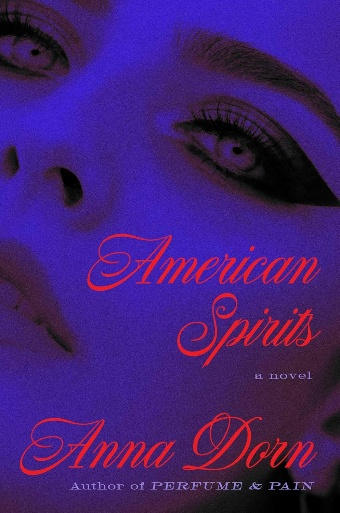 American
Spirits
a novel
Anna Dorn
Author of PERFUME & PAIN